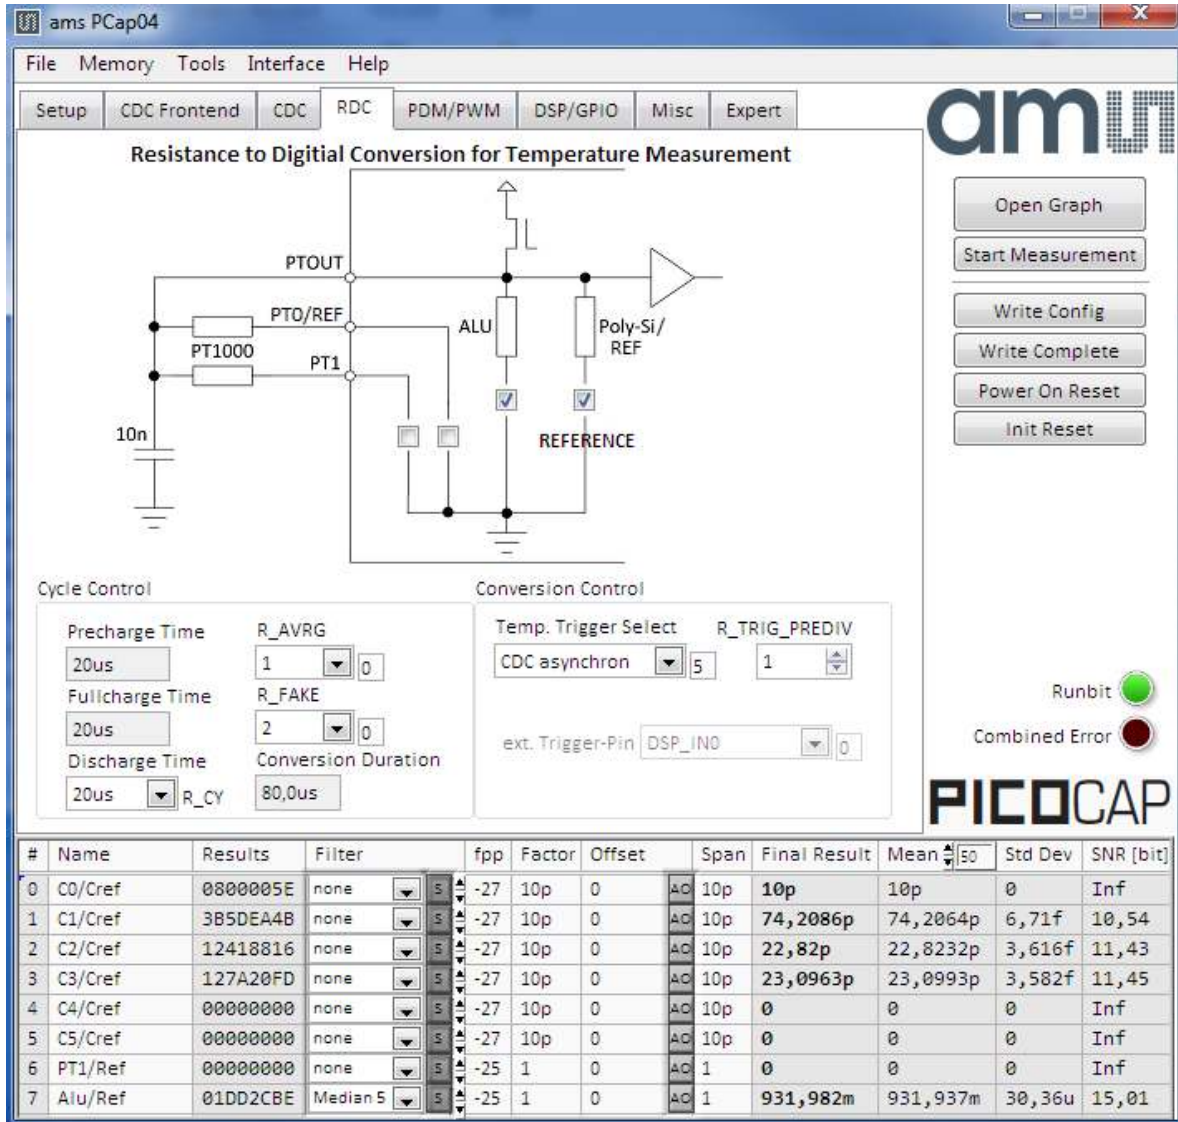 ams PCap04
File Memory Tools Interface Help
Setup CDC Frontend CDC RDC PDM/PWM DSP/GPIO Misc Expert
amu
Resistance to Digitial Conversion for Temperature Measurement
Open Graph
Start Measurement
Write Config
Write Complete
Power On Reset
Init Reset
PTOUT
PT0/REF
ALU
Poly-Si/
REF
PT1000
PT1
10n
REFERENCE
Cycle Control
Precharge Time R_AVRG
20us 1 0
Fullcharge Time R_FAKE
20us 2 0
Discharge Time Conversion Duration
20us R_CY 80,0us
Conversion Control
Temp. Trigger Select R_TRIG_PREDIV
CDC asynchron 5 1
ext. Trigger-Pin DSP_IN0 0
Runbit
Combined Error
PICOCAP
# Name Results Filter fpp Factor Offset Span Final Result Mean 50 Std Dev SNR [bit]
0 C0/Cref 0800005E none S -27 10p 0 AO 10p 10p 10p 0 Inf
1 C1/Cref 3B5DEA4B none S -27 10p 0 AO 10p 74,2086p 74,2064p 6,71f 10,54
2 C2/Cref 12418816 none S -27 10p 0 AO 10p 22,82p 22,8232p 3,616f 11,43
3 C3/Cref 127A20FD none S -27 10p 0 AO 10p 23,0963p 23,0993p 3,582f 11,45
4 C4/Cref 00000000 none S -27 10p 0 AO 10p 0 0 0 Inf
5 C5/Cref 00000000 none S -27 10p 0 AO 10p 0 0 0 Inf
6 PT1/Ref 00000000 none S -25 1 0 AO 1 0 0 0 Inf
7 Alu/Ref 01DD2CBE Median 5 S -25 1 0 AO 1 931,982m 931,937m 30,36u 15,01